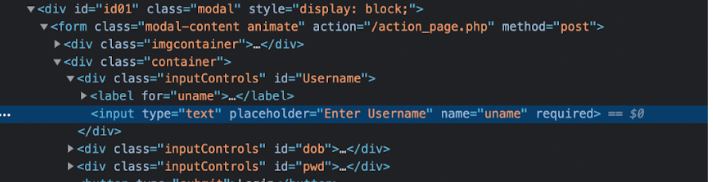 ▼<div id="id01" class="modal" style="display: block;">
▼<form class="modal-content animate" action="/action_page.php" method="post">
▶<div class="imgcontainer">…</div>
▼<div class="container">
▼<div class="inputControls" id="Username">
▶<label for="uname">…</label>
… <input type="text" placeholder="Enter Username" name="uname" required> == $0
</div>
▶<div class="inputControls" id="dob">…</div>
▶<div class="inputControls" id="pwd">…</div>